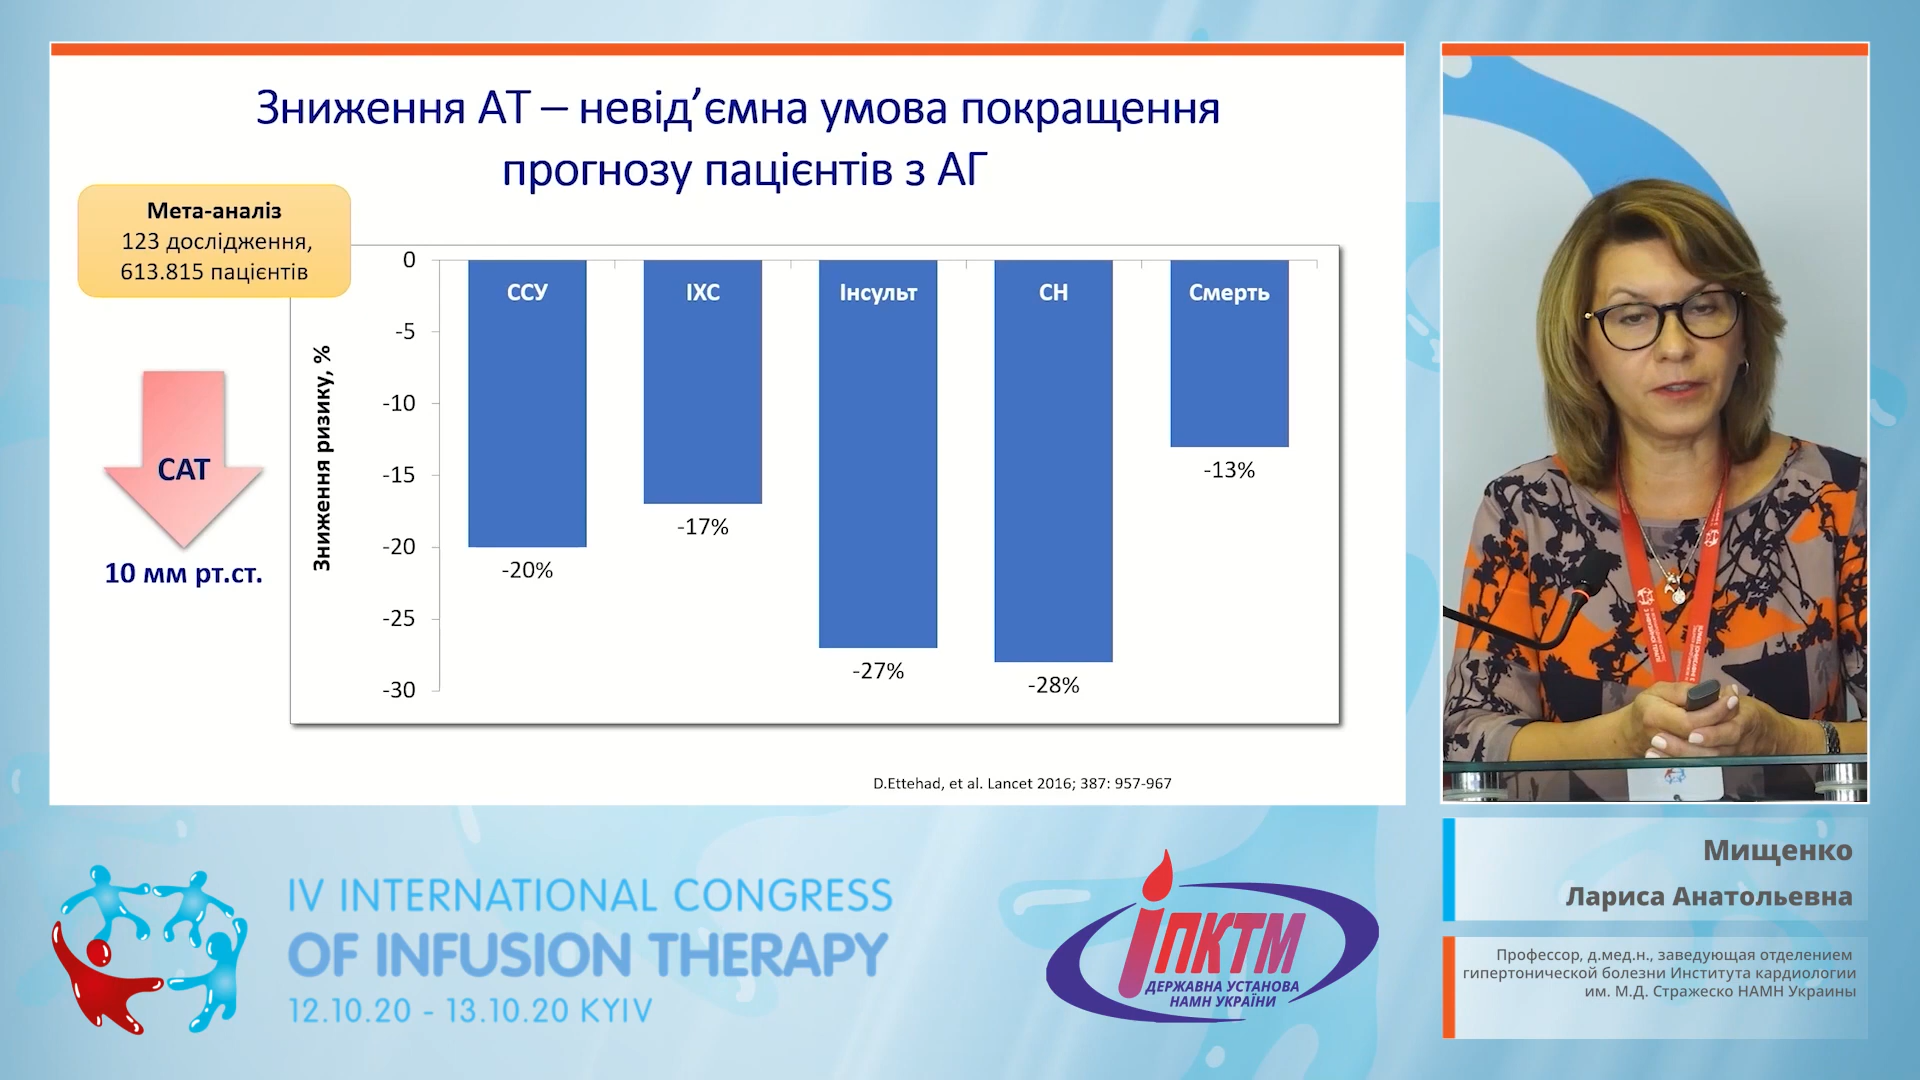 Зниження АТ – невід’ємна умова покращення
прогнозу пацієнтів з АГ
Мета-аналіз
123 дослідження,
613.815 пацієнтів
САТ
10 мм рт.ст.
Зниження ризику, %
0
-5
-10
-15
-20
-25
-30
ССУ
ІХС
Інсульт
СН
Смерть
-20%
-17%
-27%
-28%
-13%
D.Ettehad, et al. Lancet 2016; 387: 957-967
Мищенко
Лариса Анатольевна
Профессор, д.мед.н., заведующая отделением
гипертонической болезни Института кардиологии
им. М.Д. Стражеско НАМН Украины
IV INTERNATIONAL CONGRESS
OF INFUSION THERAPY
12.10.20 - 13.10.20 KYIV
ІПКТМ
ДЕРЖАВНА УСТАНОВА
НАМН УКРАЇНИ